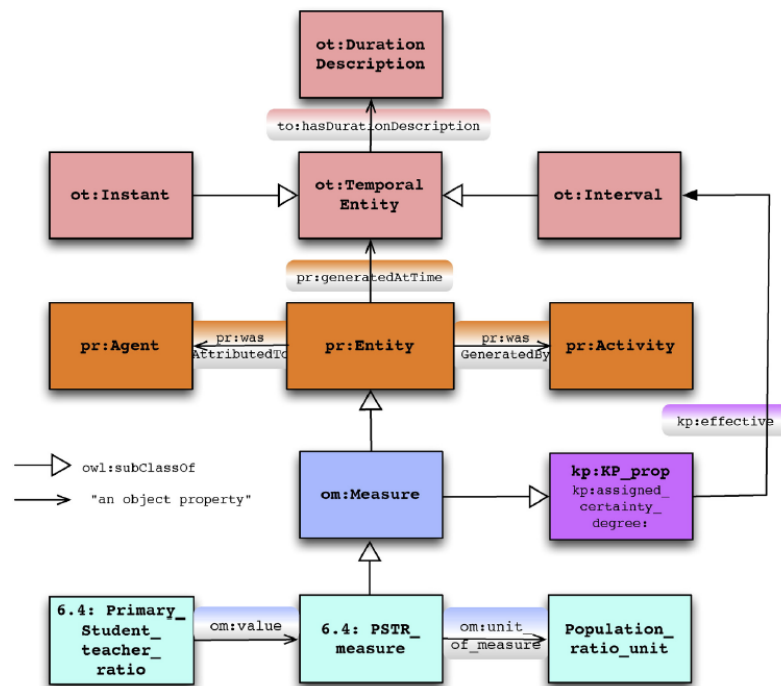 ot:Duration
Description
to:hasDurationDescription
ot:Instant
ot:Temporal
Entity
ot:Interval
pr:generatedAtTime
pr:Agent
pr:was
AttributedTo
pr:Entity
pr:was
GeneratedBy
pr:Activity
kp:effective
owl:subClassOf
"an object property"
om:Measure
kp:KP_prop
kp:assigned_
certainty_
degree:
6.4: Primary_
Student_
teacher_
ratio
om:value
6.4: PSTR_
measure
om:unit_
of_measure
Population_
ratio_unit